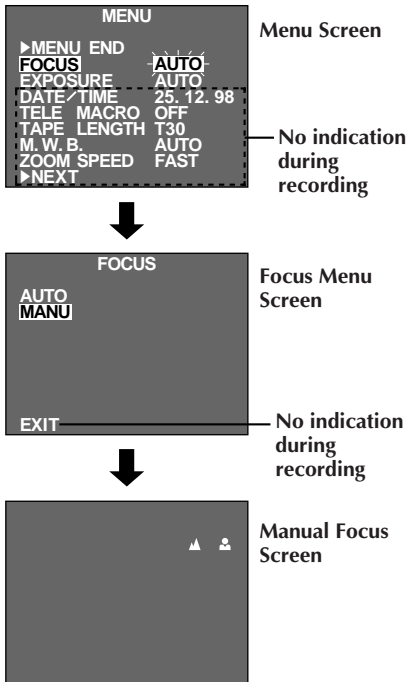 MENU
Menu Screen
▶MENU END
FOCUS AUTO
EXPOSURE AUTO
DATE/TIME 25. 12. 98
TELE MACRO OFF
TAPE LENGTH T30
M. W. B. AUTO
ZOOM SPEED FAST
▶NEXT
No indication
during
recording
FOCUS
Focus Menu
Screen
AUTO
MANU
EXIT
No indication
during
recording
Manual Focus
Screen